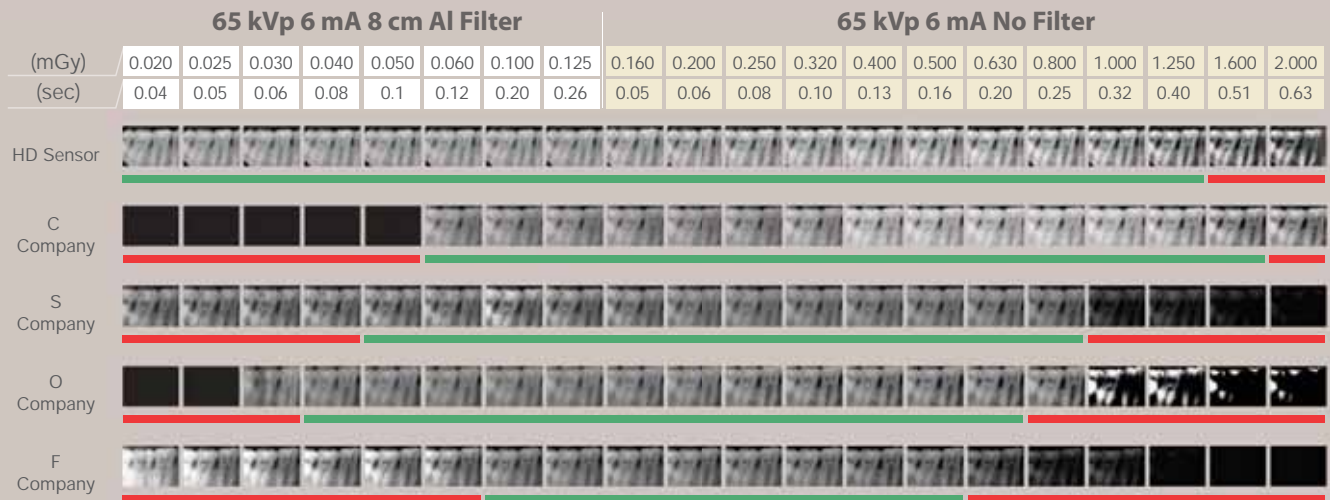 65 kVp 6 mA 8 cm Al Filter 65 kVp 6 mA No Filter
(mGy) 0.020 0.025 0.030 0.040 0.050 0.060 0.100 0.125 0.160 0.200 0.250 0.320 0.400 0.500 0.630 0.800 1.000 1.250 1.600 2.000
(sec) 0.04 0.05 0.06 0.08 0.1 0.12 0.20 0.26 0.05 0.06 0.08 0.10 0.13 0.16 0.20 0.25 0.32 0.40 0.51 0.63
HD Sensor
C
Company
S
Company
O
Company
F
Company